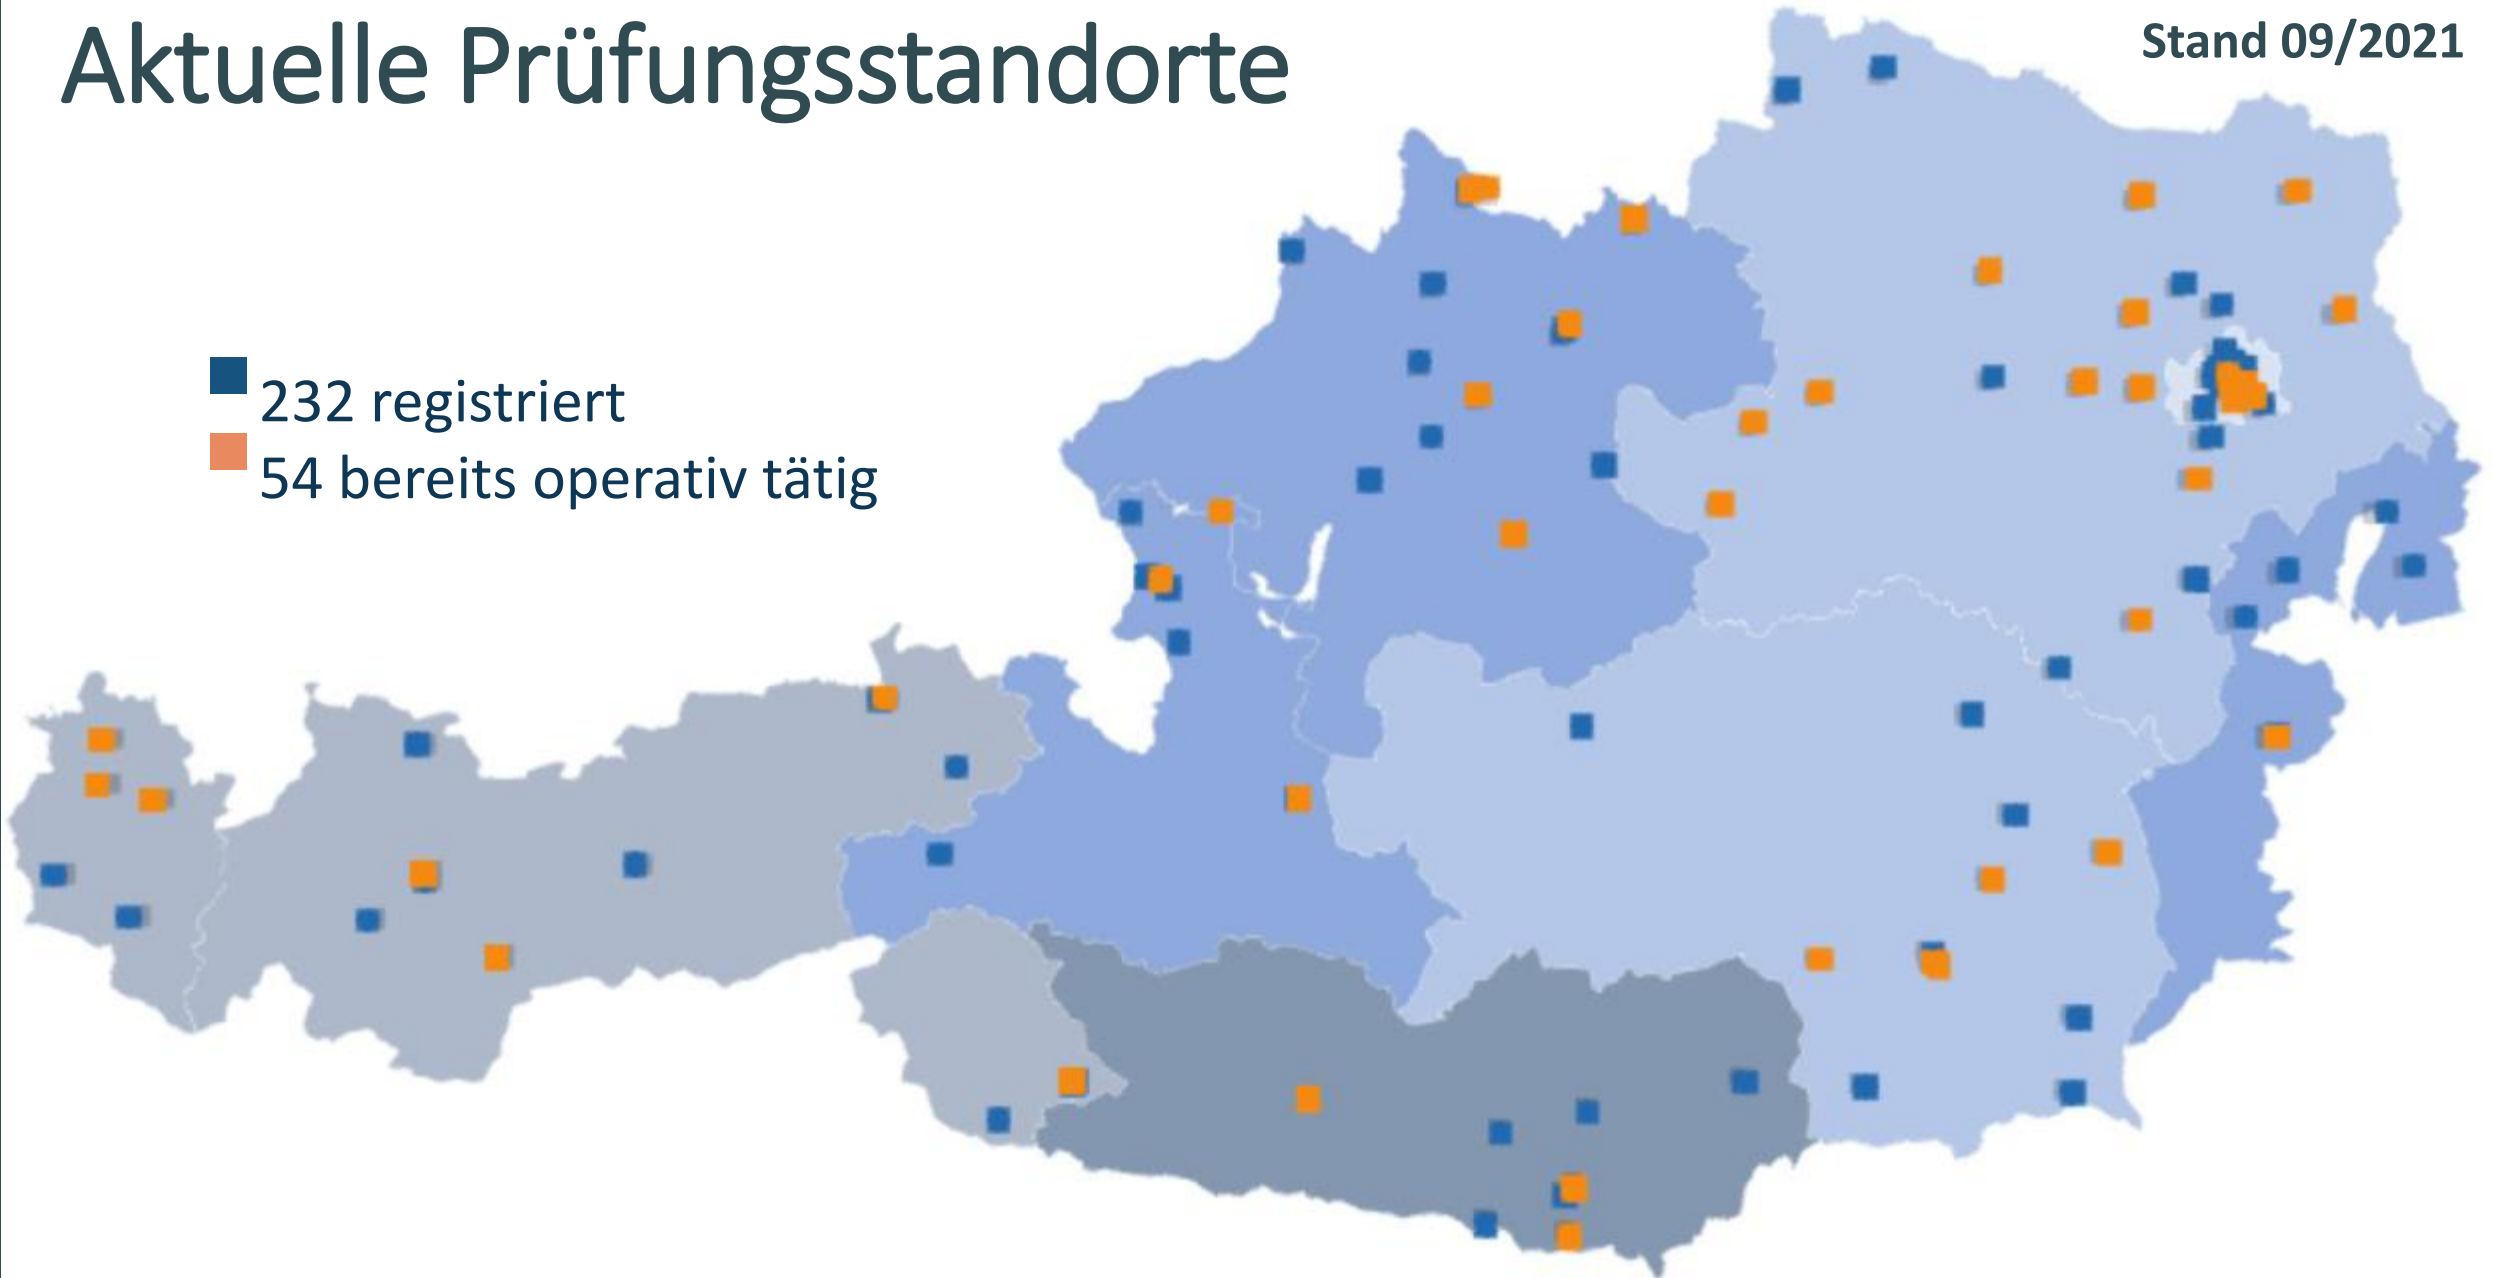 Aktuelle Prüfungsstandorte
Stand 09/2021
232 registriert
54 bereits operativ tätig